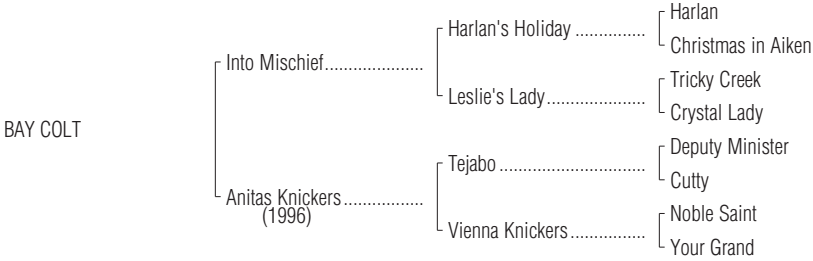 Harlan
Harlan's Holiday ...............
Christmas in Aiken
Into Mischief.....................
Tricky Creek
Leslie's Lady.....................
Crystal Lady
BAY COLT
Deputy Minister
Tejabo ..............................
Cutty
Anitas Knickers.................
(1996)
Noble Saint
Vienna Knickers................
Your Grand